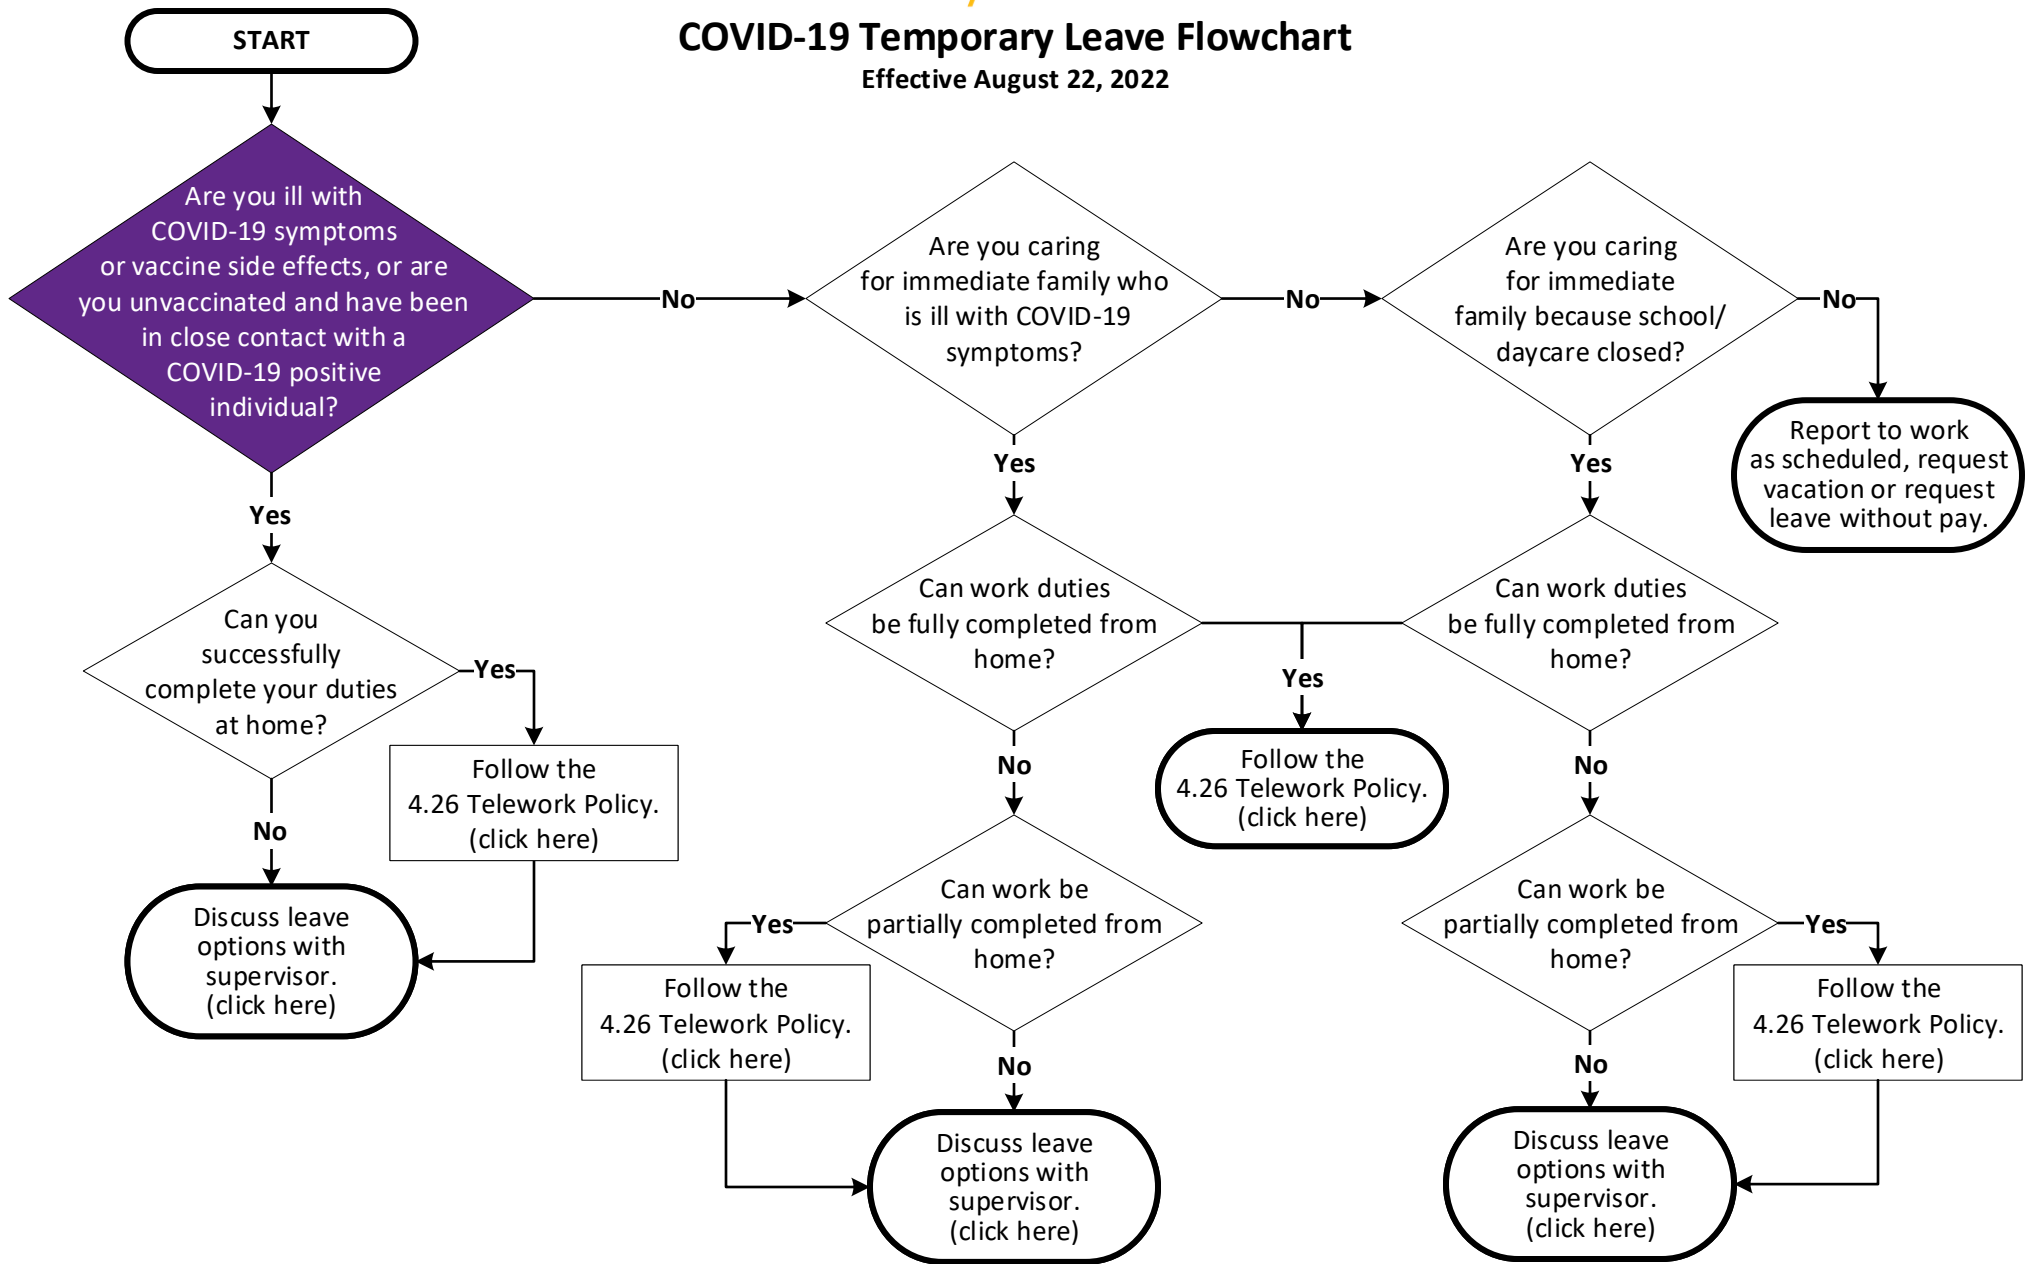 START
COVID-19 Temporary Leave Flowchart
Effective August 22, 2022
Are you ill with
COVID-19 symptoms
or vaccine side effects, or are
you unvaccinated and have been
in close contact with a
COVID-19 positive
individual?
No
Are you caring
for immediate family who
is ill with COVID-19
symptoms?
No
Are you caring
for immediate
family because school/
daycare closed?
No
Report to work
as scheduled, request
vacation or request
leave without pay.
Yes
Yes
Yes
Can you
successfully
complete your duties
at home?
Yes
Follow the
4.26 Telework Policy.
(click here)
No
Discuss leave
options with
supervisor.
(click here)
Can work duties
be fully completed from
home?
Yes
Follow the
4.26 Telework Policy.
(click here)
Can work duties
be fully completed from
home?
No
No
Can work be
partially completed from
home?
Yes
Follow the
4.26 Telework Policy.
(click here)
No
Discuss leave
options with
supervisor.
(click here)
Can work be
partially completed from
home?
Yes
Follow the
4.26 Telework Policy.
(click here)
No
Discuss leave
options with
supervisor.
(click here)